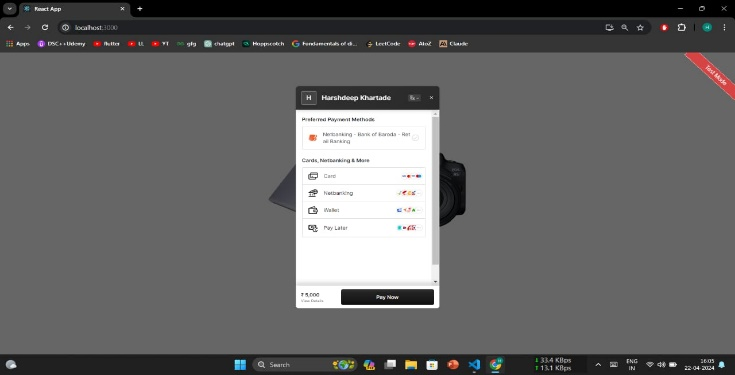 React App
localhost:3000
Apps
DSC++Udemy
flutter
LL
YT
gfg
chatgpt
Hoppscotch
Fundamentals of di...
LeetCode
AtoZ
Claude
Test Mode
H Harshdeep Khartade
Preferred Payment Methods
Netbanking - Bank of Baroda - Ret
ail Banking
Cards, Netbanking & More
Card
Netbanking
Wallet
Pay Later
₹ 5,000
View Details
Pay Now
Search
33.4 KBps
13.1 KBps
ENG
IN
16:05
22-04-2024